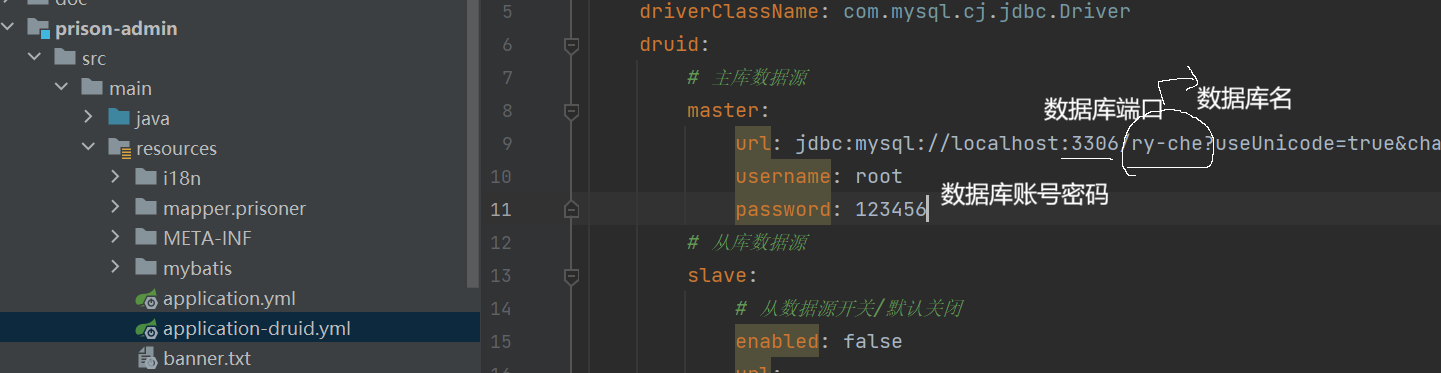 doc
prison-admin
src
main
java
resources
i18n
mapper.prisoner
META-INF
mybatis
application.yml
application-druid.yml
banner.txt
5 driverClassName: com.mysql.cj.jdbc.Driver
6 druid:
7 # 主库数据源
8 master:
数据库端口
数据库名
9 url: jdbc:mysql://localhost:3306/ry-che?useUnicode=true&cha
10 username: root
11 password: 123456
数据库账号密码
12 # 从库数据源
13 slave:
14 # 从数据源开关/默认关闭
15 enabled: false
16 url: